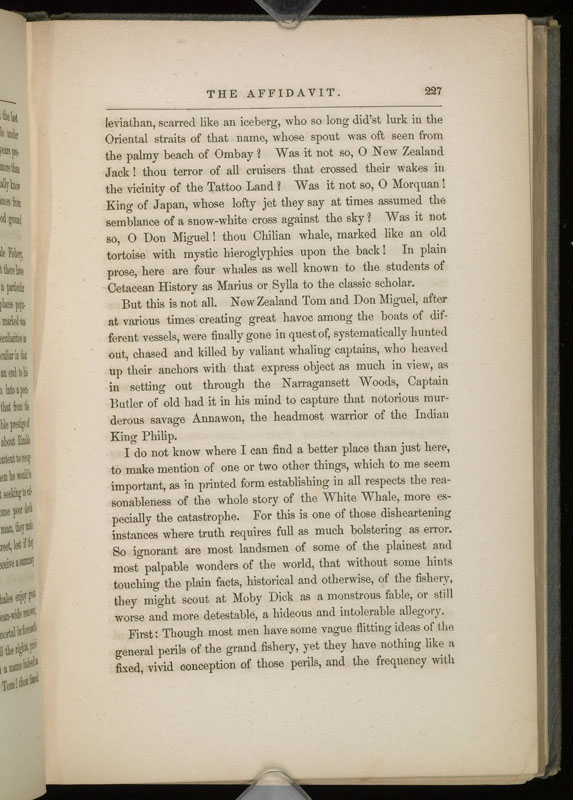 THE AFFIDAVIT. 227
leviathan, scarred like an iceberg, who so long did'st lurk in the
Oriental straits of that name, whose spout was oft seen from
the palmy beach of Ombay? Was it not so, O New Zealand
Jack! thou terror of all cruisers that crossed their wakes in
the vicinity of the Tattoo Land? Was it not so, O Morquan!
King of Japan, whose lofty jet they say at times assumed the
semblance of a snow-white cross against the sky? Was it not
so, O Don Miguel! thou Chilian whale, marked like an old
tortoise with mystic hieroglyphics upon the back! In plain
prose, here are four whales as well known to the students of
Cetacean History as Marius or Sylla to the classic scholar.
But this is not all. New Zealand Tom and Don Miguel, after
at various times creating great havoc among the boats of dif-
ferent vessels, were finally gone in quest of, systematically hunted
out, chased and killed by valiant whaling captains, who heaved
up their anchors with that express object as much in view, as
in setting out through the Narragansett Woods, Captain
Butler of old had it in his mind to capture that notorious mur-
derous savage Annawon, the headmost warrior of the Indian
King Philip.
I do not know where I can find a better place than just here,
to make mention of one or two other things, which to me seem
important, as in printed form establishing in all respects the rea-
sonableness of the whole story of the White Whale, more es-
pecially the catastrophe. For this is one of those disheartening
instances where truth requires full as much bolstering as error.
So ignorant are most landsmen of some of the plainest and
most palpable wonders of the world, that without some hints
touching the plain facts, historical and otherwise, of the fishery,
they might scout at Moby Dick as a monstrous fable, or still
worse and more detestable, a hideous and intolerable allegory.
First: Though most men have some vague flitting ideas of the
general perils of the grand fishery, yet they have nothing like a
fixed, vivid conception of those perils, and the frequency with